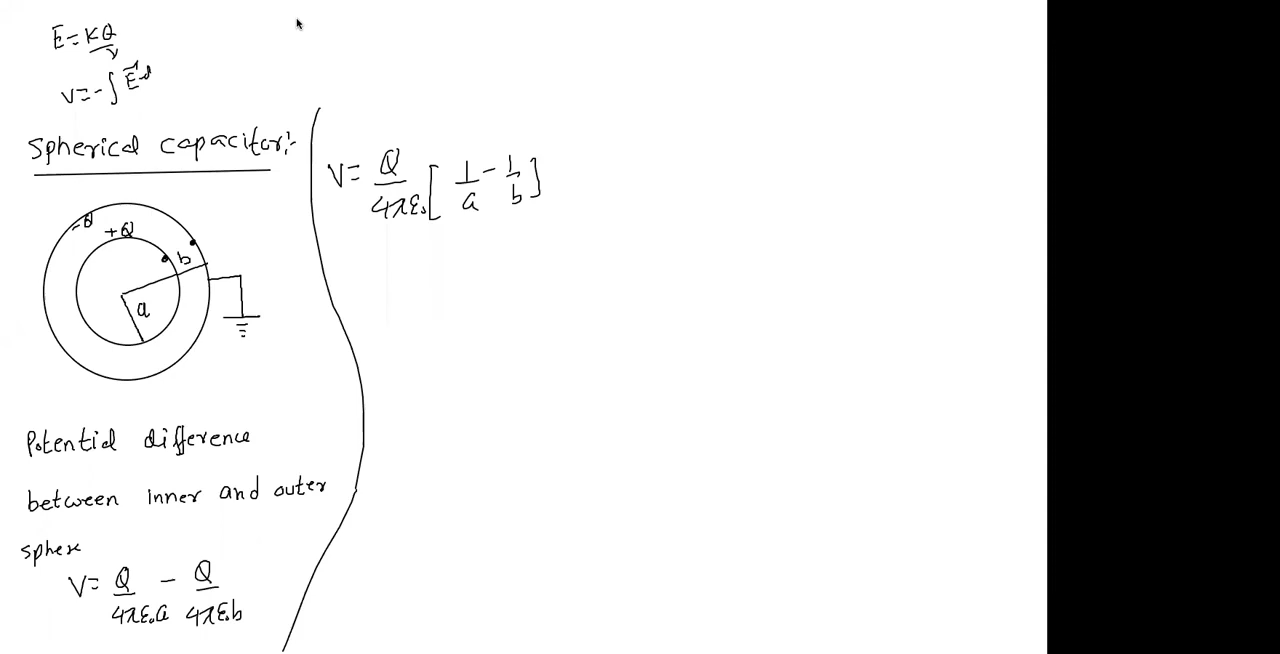 E = KQ/r
V = -∫ E⃗ d
Spherical capacitor:-
-Q
+Q
b
a
Potential difference
between inner and outer
sphere
V = Q/4πε₀a - Q/4πε₀b
V = Q/4πε₀ [ 1/a - 1/b ]